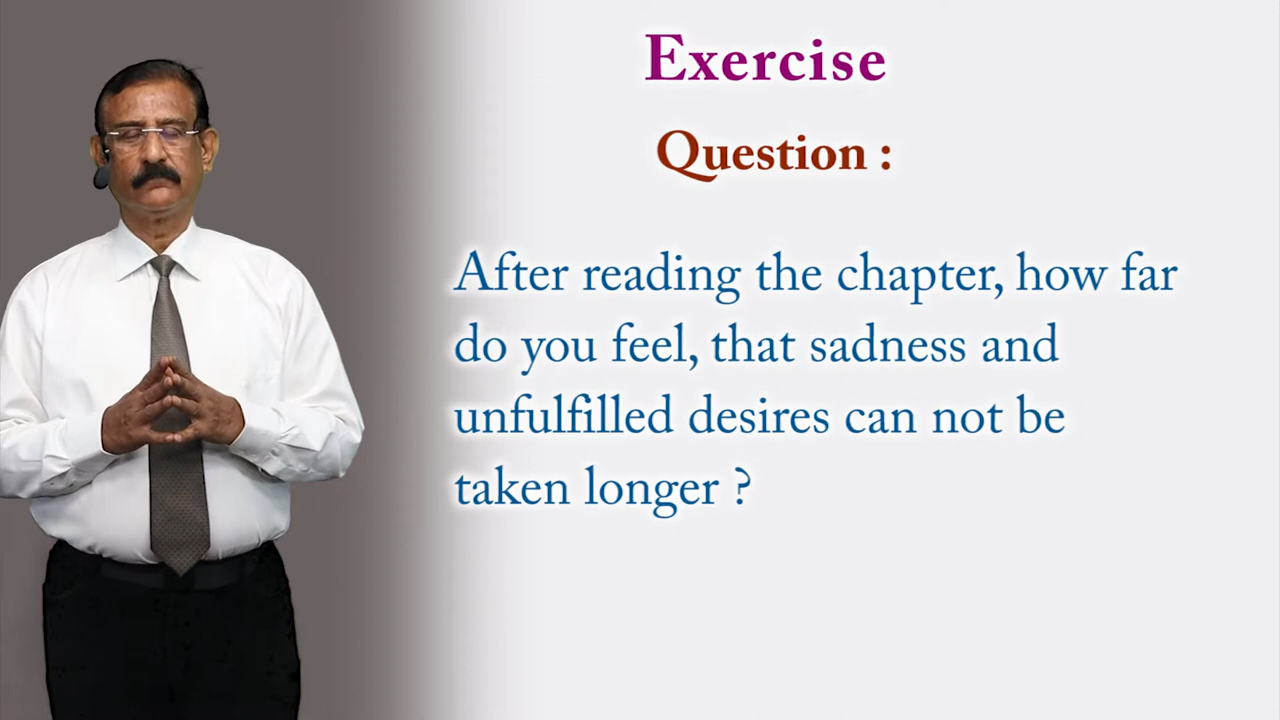 Exercise
Question :
After reading the chapter, how far
do you feel, that sadness and
unfulfilled desires can not be
taken longer ?